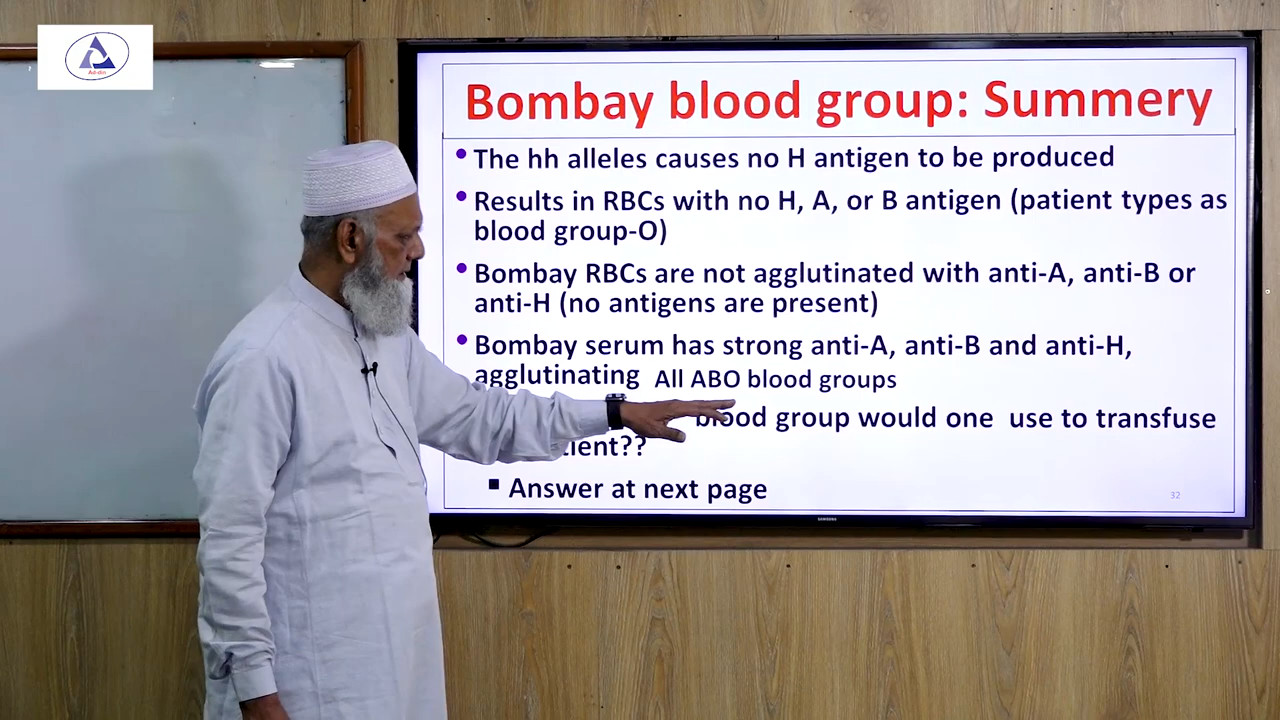 Ad-din
Bombay blood group: Summery
• The hh alleles causes no H antigen to be produced
• Results in RBCs with no H, A, or B antigen (patient types as
blood group-O)
• Bombay RBCs are not agglutinated with anti-A, anti-B or
anti-H (no antigens are present)
• Bombay serum has strong anti-A, anti-B and anti-H,
agglutinating All ABO blood groups
blood group would one use to transfuse
??
▪ Answer at next page
32
SAMSUNG